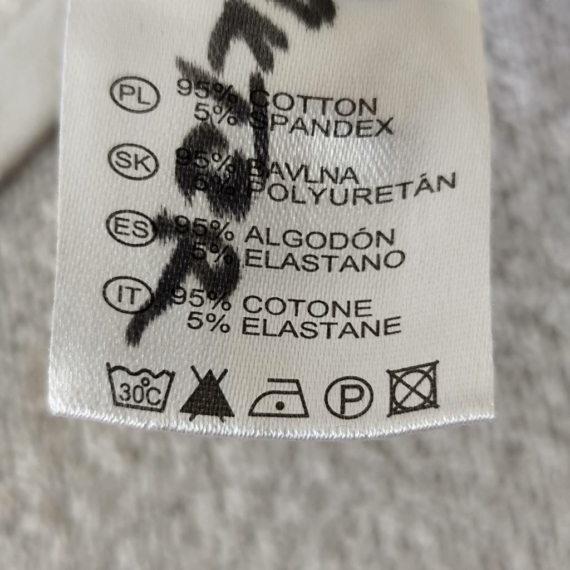 PL 95% COTTON
5% SPANDEX
SK 95% BAVLNA
5% POLYURETÁN
ES 95% ALGODÓN
5% ELASTANO
IT 95% COTONE
5% ELASTANE
30C P